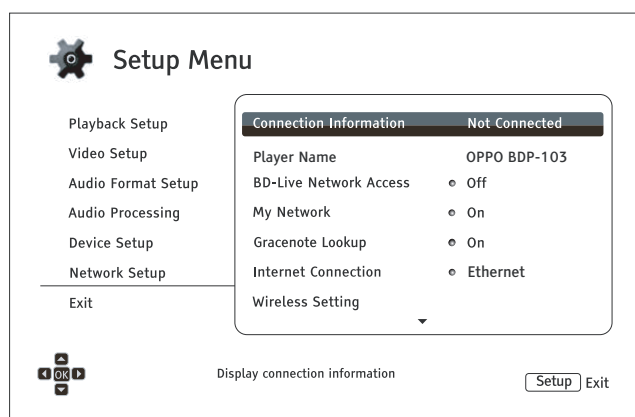 Setup Menu
Playback Setup
Video Setup
Audio Format Setup
Audio Processing
Device Setup
Network Setup
Exit
Connection Information Not Connected
Player Name OPPO BDP-103
BD-Live Network Access Off
My Network On
Gracenote Lookup On
Internet Connection Ethernet
Wireless Setting
OK
Display connection information
Setup Exit